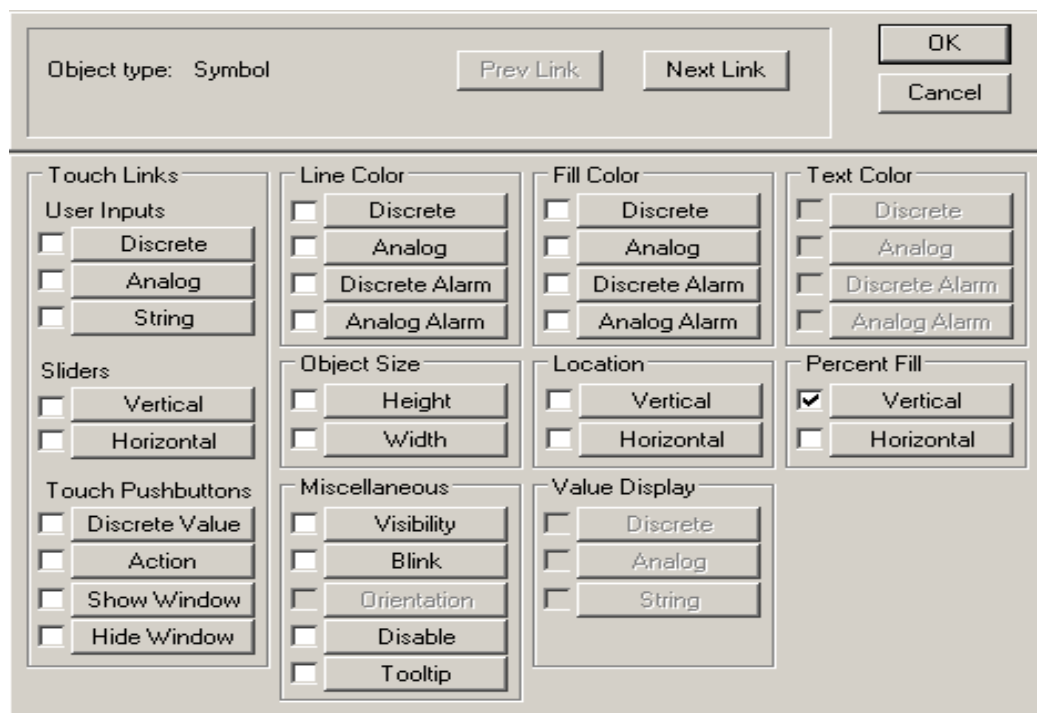 Object type: Symbol
Prev Link
Next Link
OK
Cancel
Touch Links
User Inputs
Discrete
Analog
String
Sliders
Vertical
Horizontal
Touch Pushbuttons
Discrete Value
Action
Show Window
Hide Window
Line Color
Discrete
Analog
Discrete Alarm
Analog Alarm
Object Size
Height
Width
Miscellaneous
Visibility
Blink
Orientation
Disable
Tooltip
Fill Color
Discrete
Analog
Discrete Alarm
Analog Alarm
Location
Vertical
Horizontal
Value Display
Discrete
Analog
String
Text Color
Discrete
Analog
Discrete Alarm
Analog Alarm
Percent Fill
Vertical
Horizontal